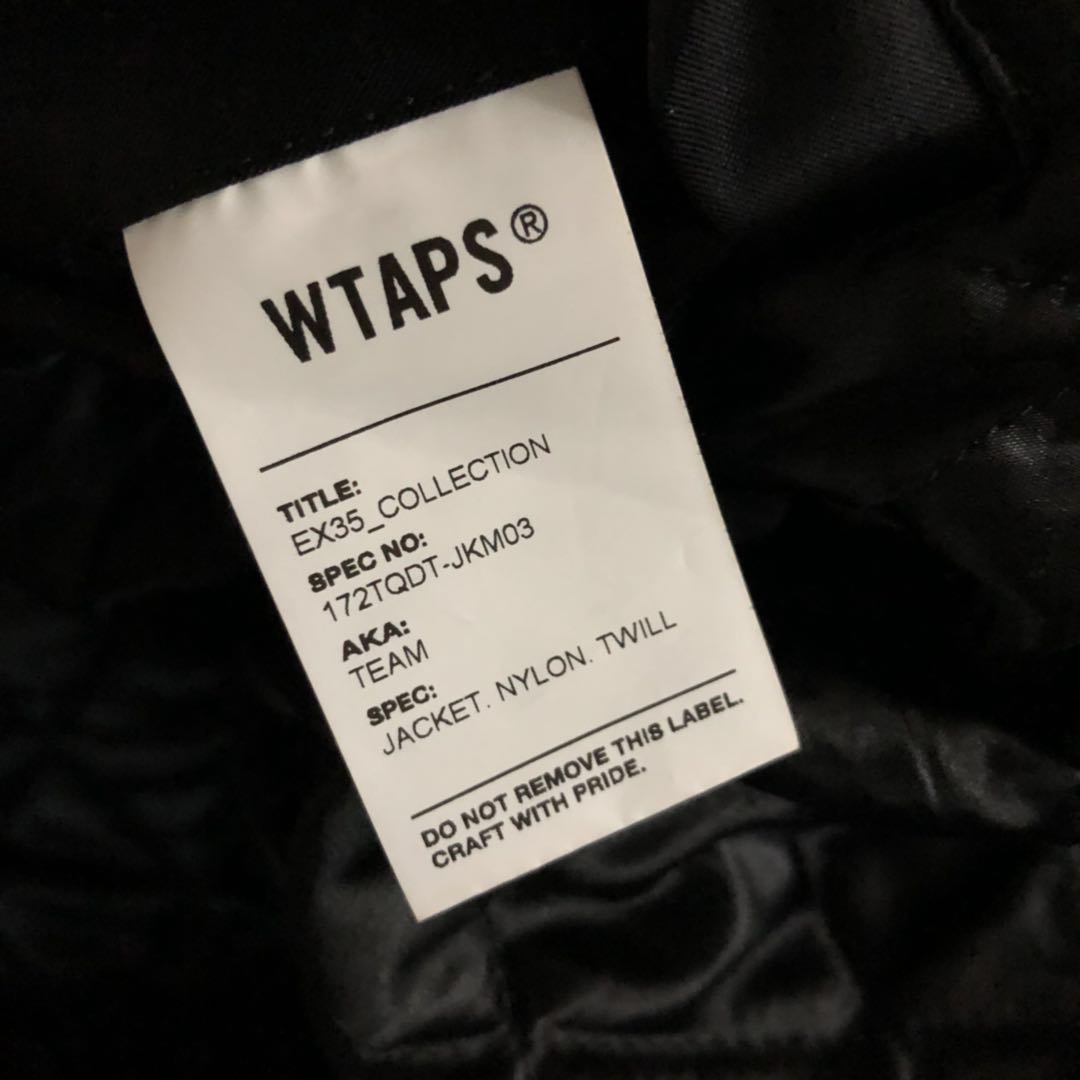 WTAPS®
TITLE:
EX35_COLLECTION
SPEC NO:
172TQDT-JKM03
AKA:
TEAM
SPEC:
JACKET. NYLON. TWILL
DO NOT REMOVE THIS LABEL.
CRAFT WITH PRIDE.